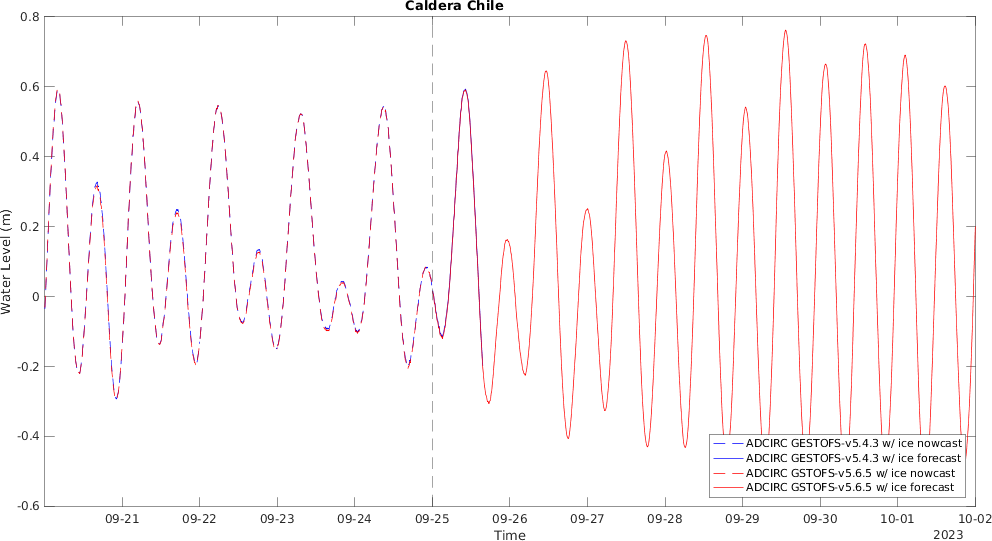 Caldera Chile
0.8
0.6
0.4
0.2
0
-0.2
-0.4
-0.6
Water Level (m)
ADCIRC GESTOFS-v5.4.3 w/ ice nowcast
ADCIRC GESTOFS-v5.4.3 w/ ice forecast
ADCIRC GSTOFS-v5.6.5 w/ ice nowcast
ADCIRC GSTOFS-v5.6.5 w/ ice forecast
09-21 09-22 09-23 09-24 09-25 09-26 09-27 09-28 09-29 09-30 10-01 10-02
Time
2023